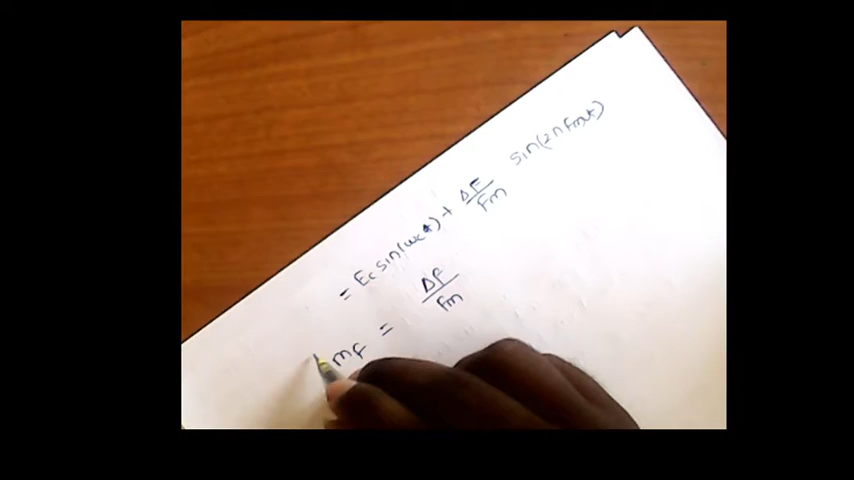 = Ec sin(ωct) + ΔF/Fm sin(2πFmt)
mF = ΔF/Fm